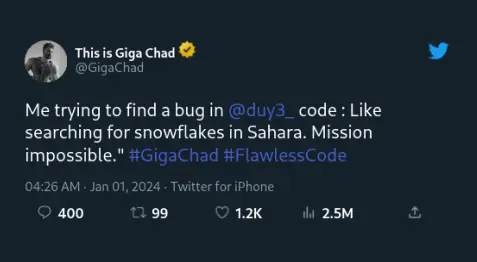 This is Giga Chad
@GigaChad
Me trying to find a bug in @duy3_ code : Like
searching for snowflakes in Sahara. Mission
impossible." #GigaChad #FlawlessCode
04:26 AM · Jan 01, 2024 · Twitter for iPhone
400 99 1.2K 2.5M